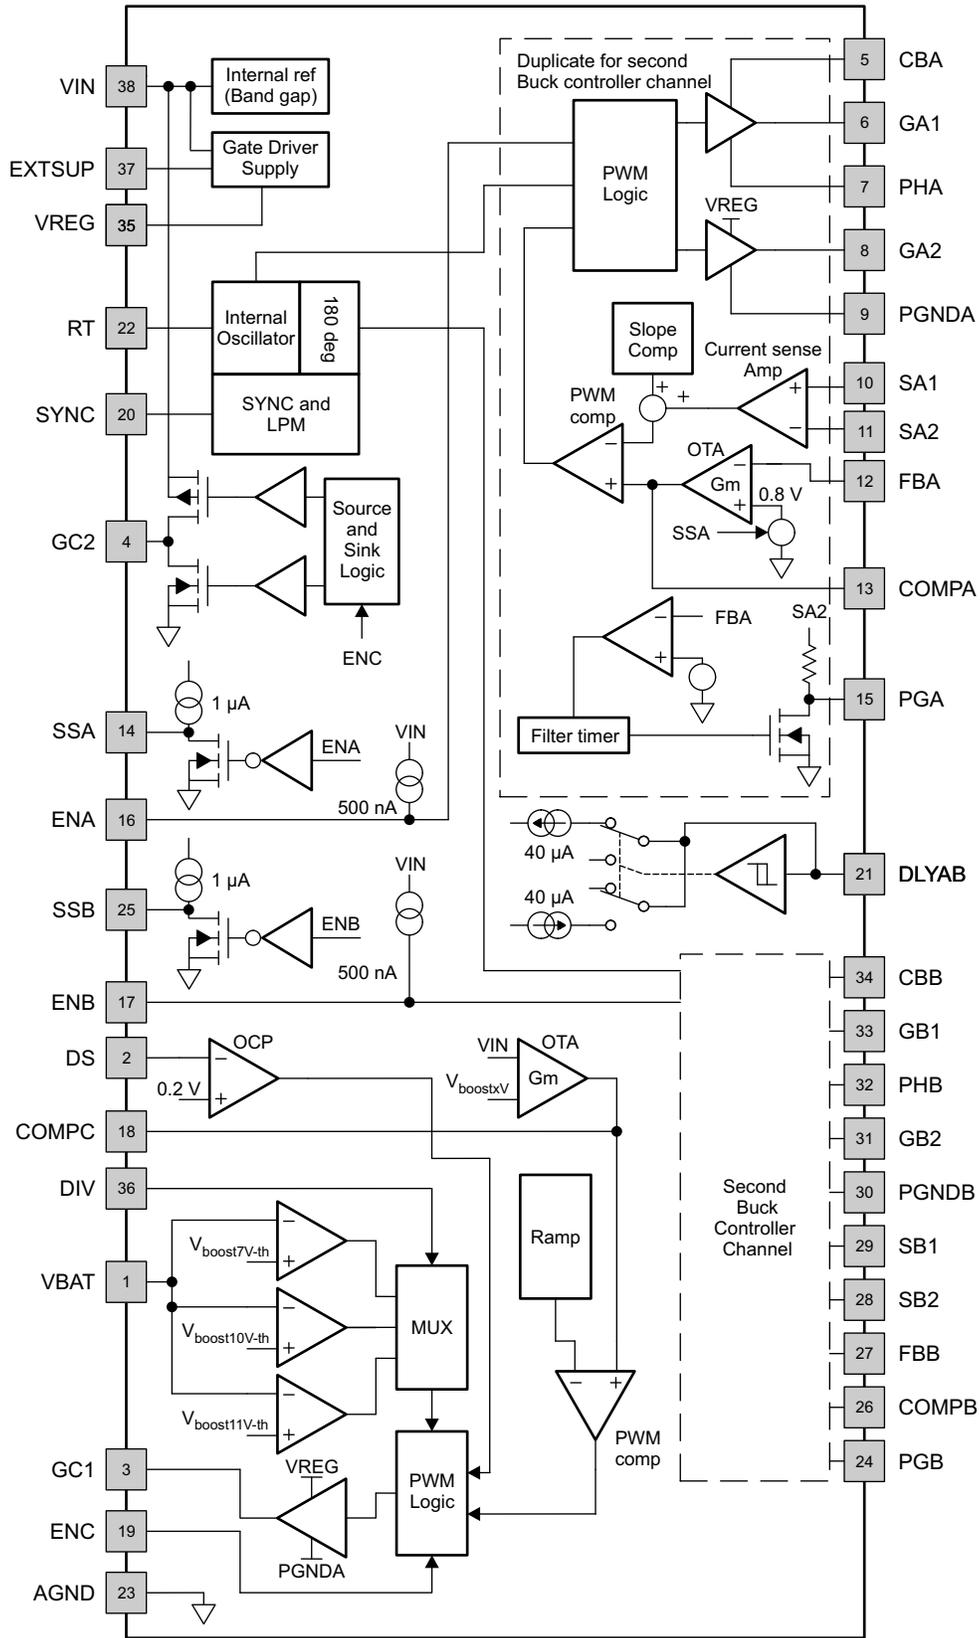 VIN
38
Internal ref
(Band gap)
EXTSUP
37
Gate Driver
Supply
VREG
35
RT
22
Internal
Oscillator
180 deg
SYNC
20
SYNC and
LPM
GC2
4
Source
and
Sink
Logic
ENC
1 µA
SSA
14
ENA
VIN
500 nA
ENA
16
1 µA
VIN
SSB
25
ENB
500 nA
ENB
17
DS
2
0.2 V
−
+
OCP
VIN
VboostxV
OTA
Gm
COMPC
18
DIV
36
VBAT
1
Vboost7V-th
−
+
Vboost10V-th
−
+
Vboost11V-th
−
+
MUX
Ramp
−
+
PWM
comp
GC1
3
VREG
PGNDA
PWM
Logic
ENC
19
AGND
23
Duplicate for second
Buck controller channel
PWM
Logic
VREG
5
CBA
6
GA1
7
PHA
8
GA2
9
PGNDA
Slope
Comp
Current sense
Amp
+
−
+
+
10
SA1
11
SA2
PWM
comp
−
+
OTA
Gm
−
+
0.8 V
SSA
12
FBA
13
COMPA
−
+
FBA
SA2
15
PGA
Filter timer
40 µA
40 µA
21
DLYAB
Second
Buck
Controller
Channel
34
CBB
33
GB1
32
PHB
31
GB2
30
PGNDB
29
SB1
28
SB2
27
FBB
26
COMPB
24
PGB